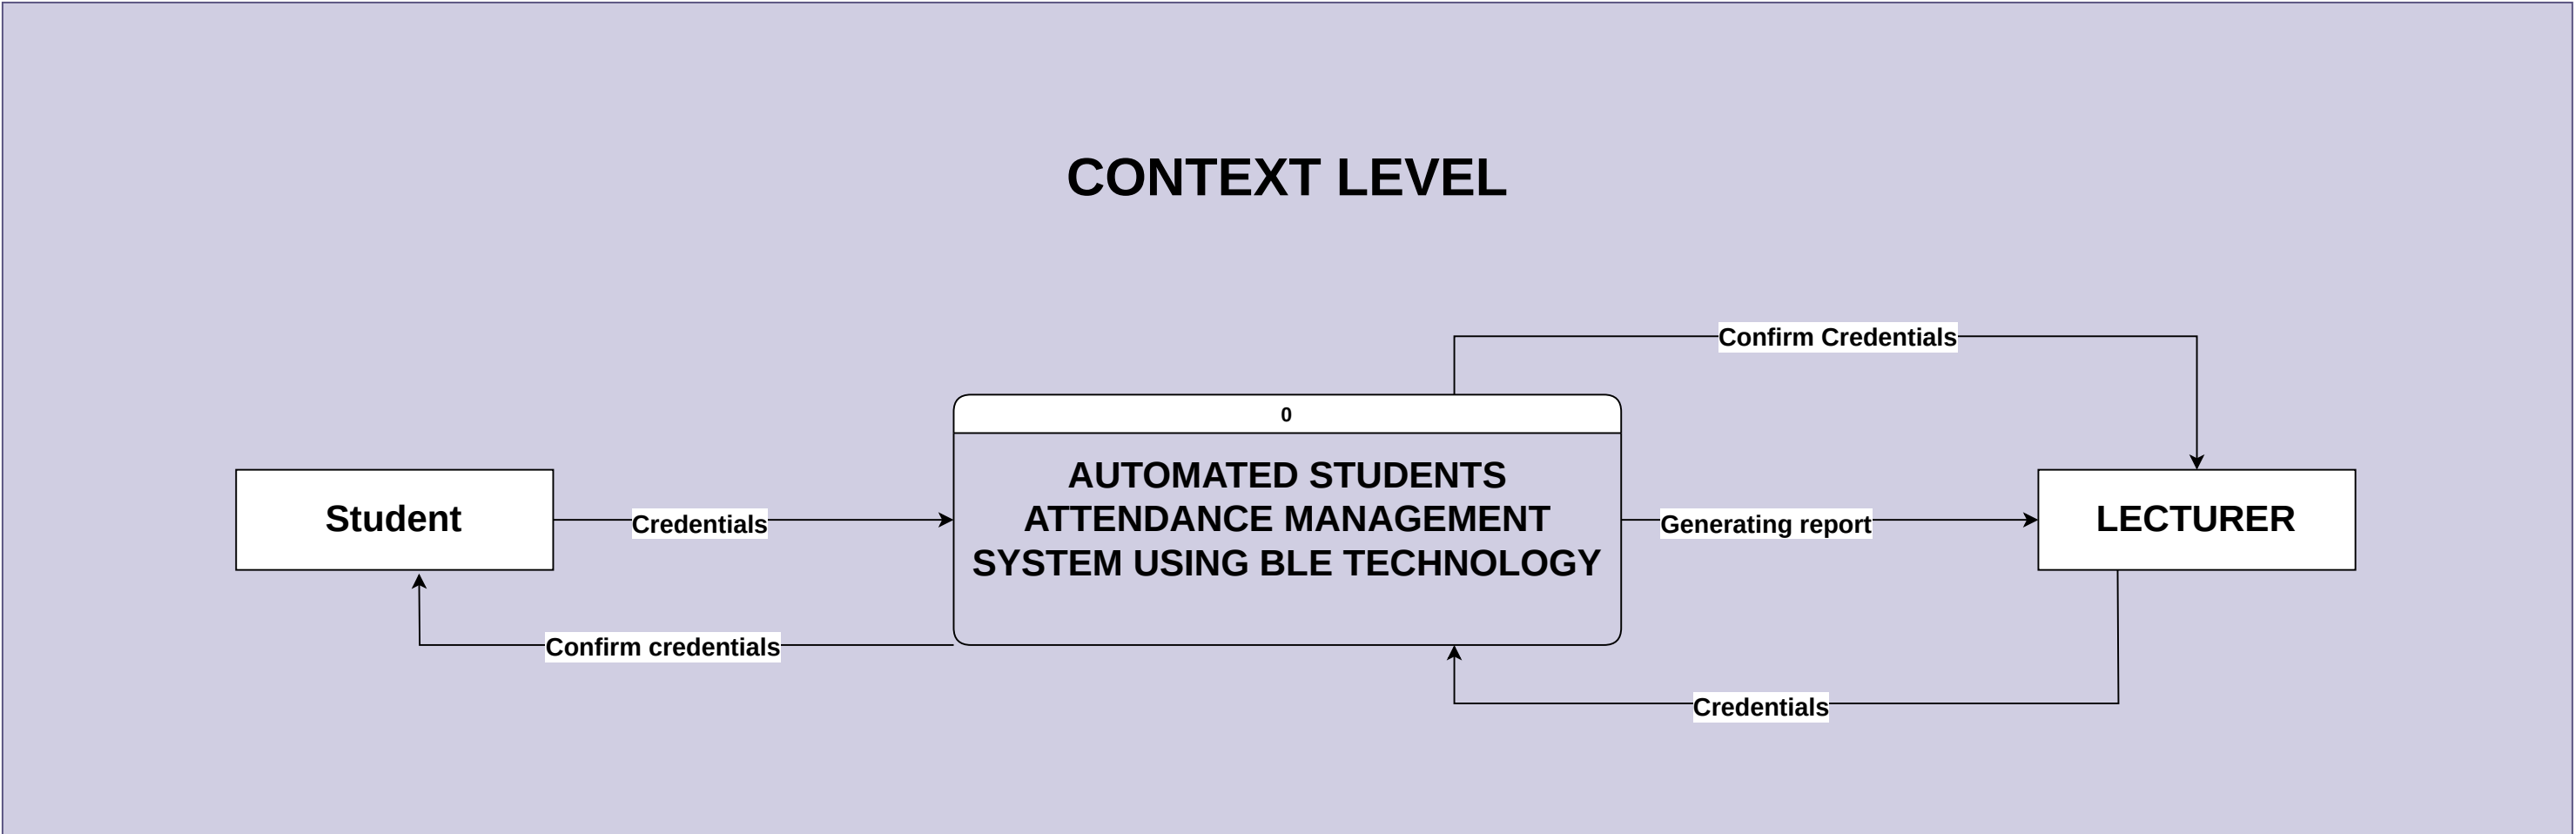 CONTEXT LEVEL
Confirm Credentials
0
AUTOMATED STUDENTS
ATTENDANCE MANAGEMENT
SYSTEM USING BLE TECHNOLOGY
Student
Credentials
Generating report
LECTURER
Confirm credentials
Credentials